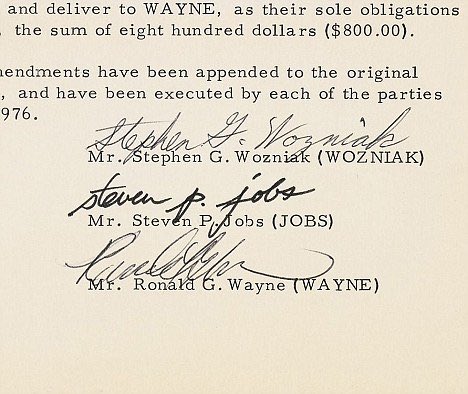 and deliver to WAYNE, as their sole obligations
, the sum of eight hundred dollars ($800.00).
mendments have been appended to the original
, and have been executed by each of the parties
976.
Stephen G. Wozniak
Mr. Stephen G. Wozniak (WOZNIAK)
steven p. jobs
Mr. Steven P. Jobs (JOBS)
Mr. Ronald G. Wayne (WAYNE)